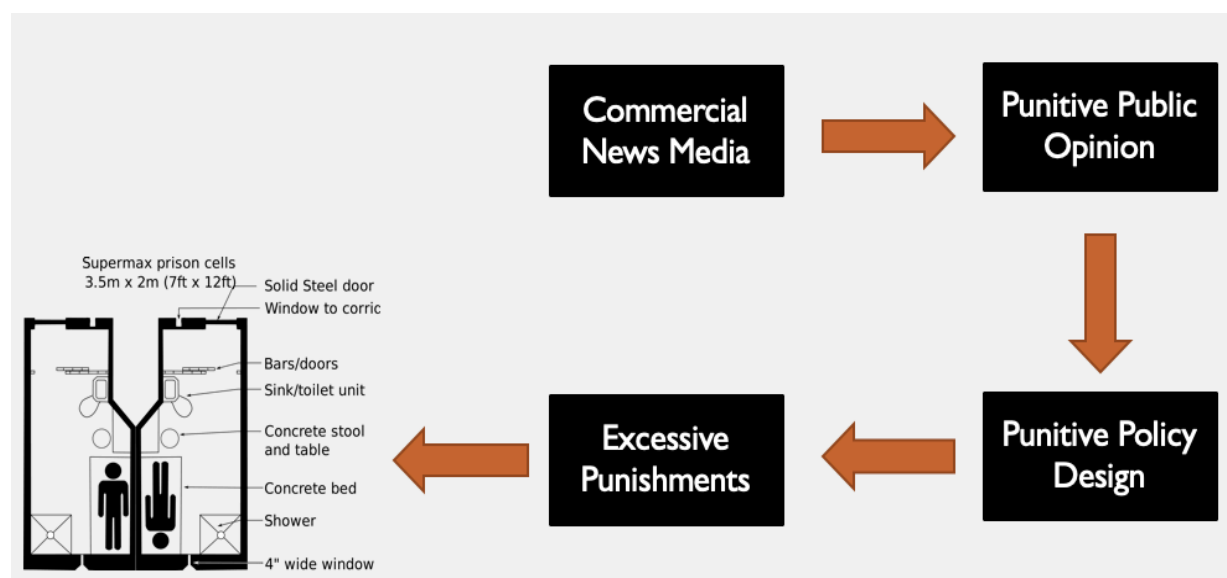 Commercial
News Media
Punitive Public
Opinion
Punitive Policy
Design
Excessive
Punishments
Supermax prison cells
3.5m x 2m (7ft x 12ft)
Solid Steel door
Window to corric
Bars/doors
Sink/toilet unit
Concrete stool
and table
Concrete bed
Shower
4" wide window